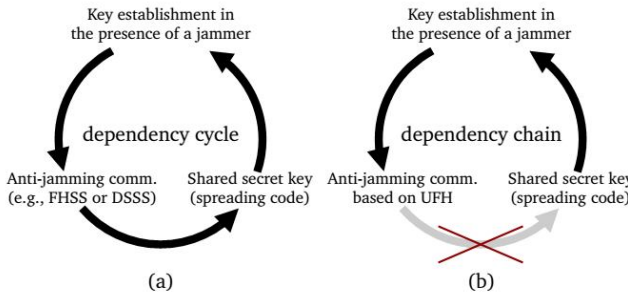 Key establishment in
the presence of a jammer
dependency cycle
Anti-jamming comm.
(e.g., FHSS or DSSS)
Shared secret key
(spreading code)
(a)
Key establishment in
the presence of a jammer
dependency chain
Anti-jamming comm.
based on UFH
Shared secret key
(spreading code)
(b)